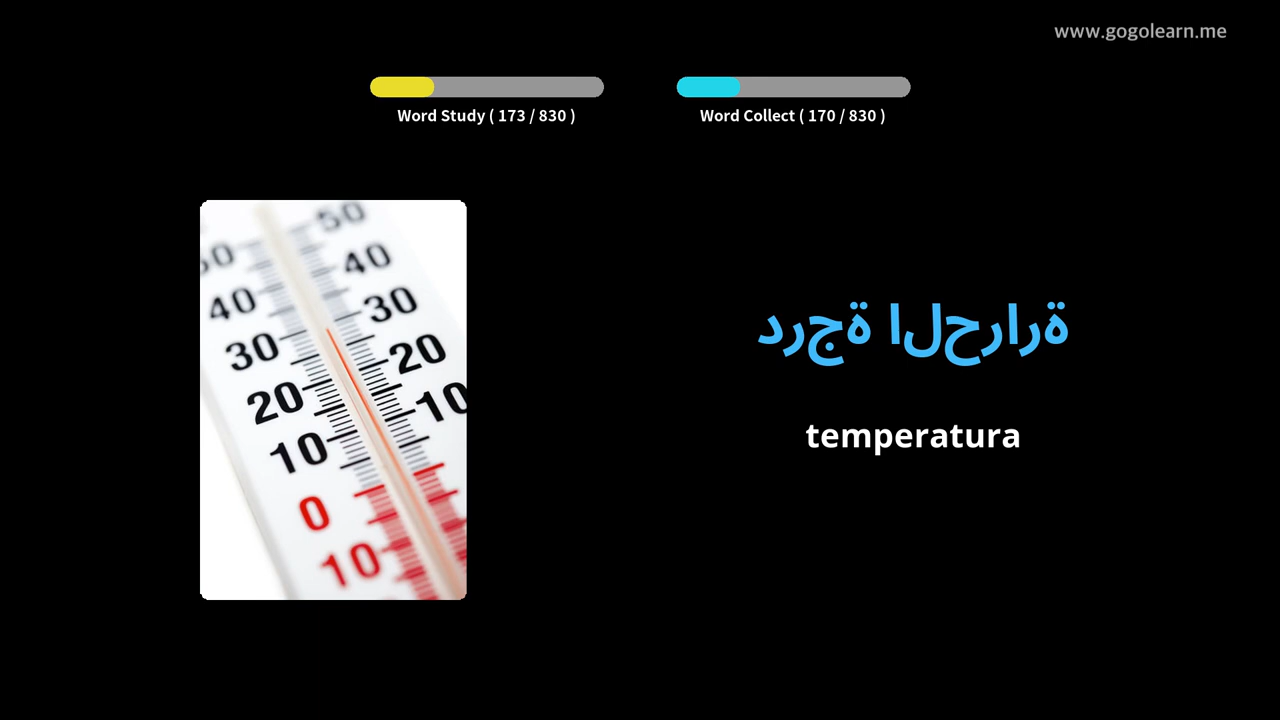 www.gogolearn.me
Word Study ( 173 / 830 )
Word Collect ( 170 / 830 )
50
40
40
30
30
20
20
10
10
0
10
درجة الحرارة
temperatura